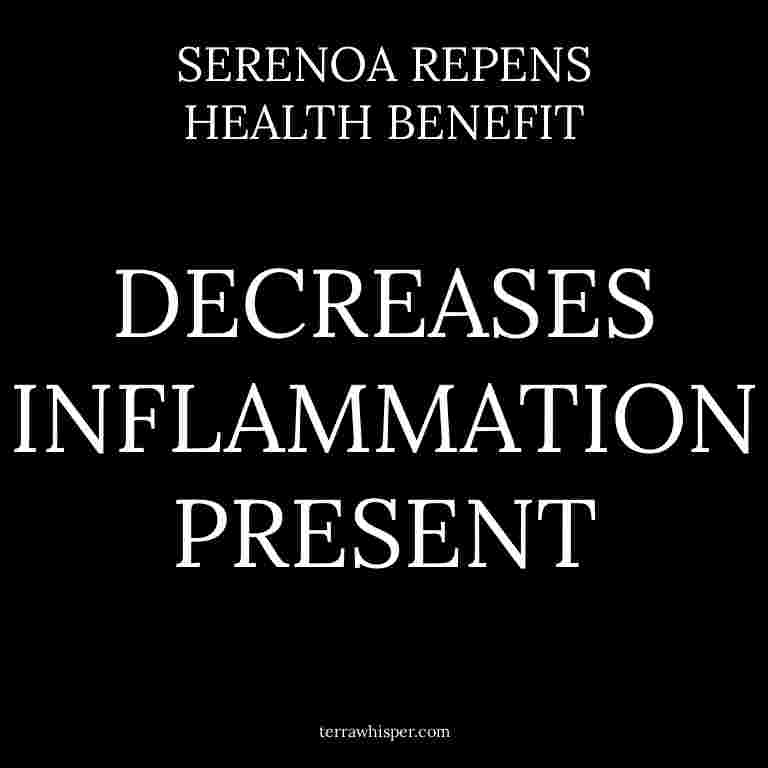 SERENOA REPENS
HEALTH BENEFIT
DECREASES
INFLAMMATION
PRESENT
terrawhisper.com